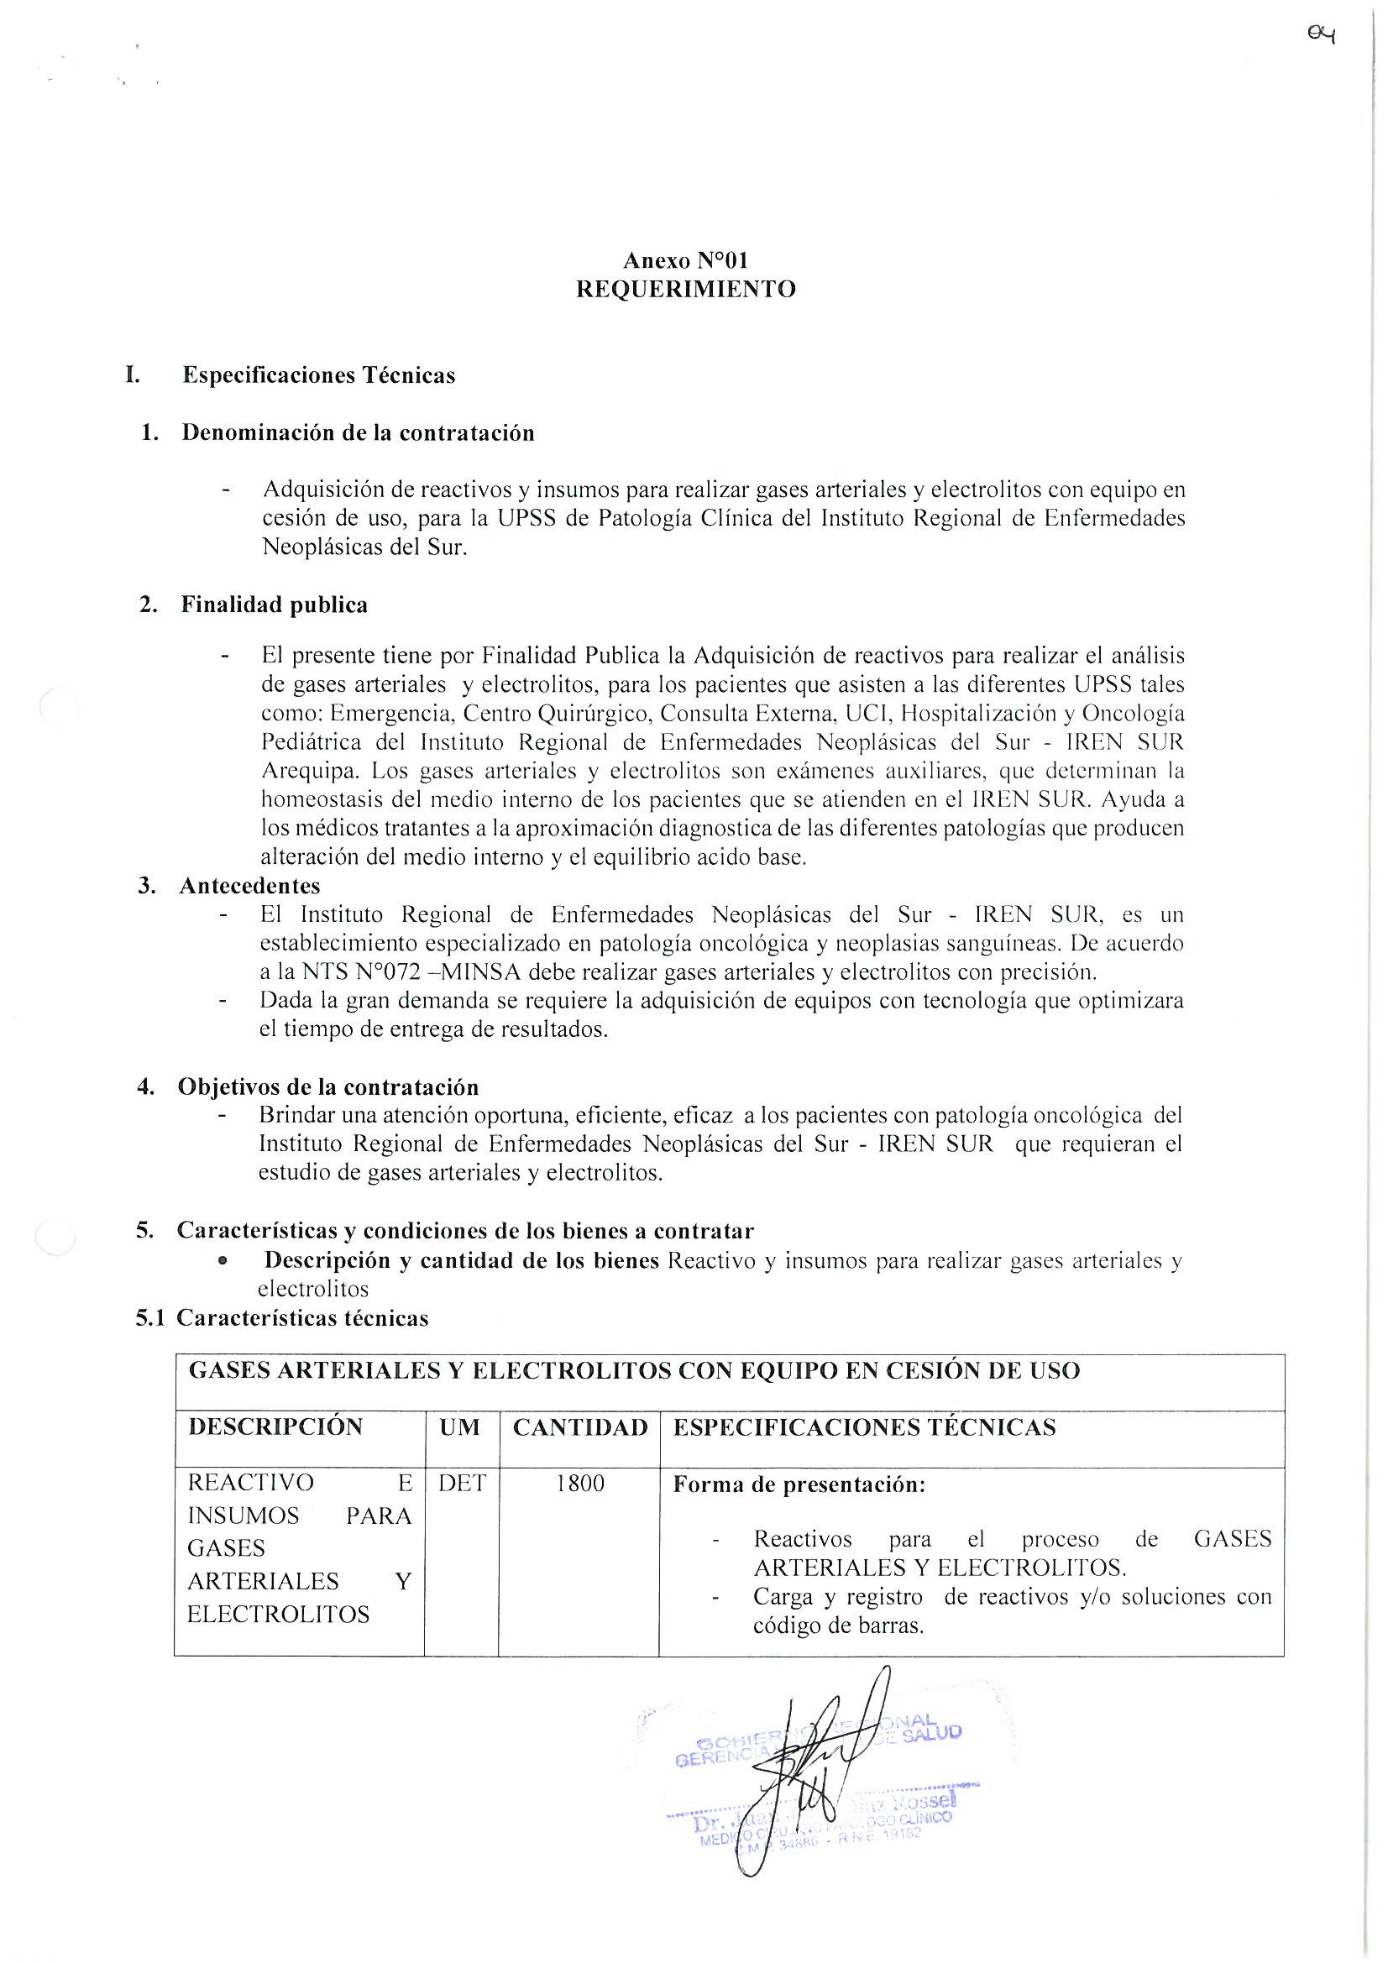 04
Anexo N°01
REQUERIMIENTO
I. Especificaciones Técnicas
1. Denominación de la contratación
- Adquisición de reactivos y insumos para realizar gases arteriales y electrolitos con equipo en
cesión de uso, para la UPSS de Patología Clínica del Instituto Regional de Enfermedades
Neoplásicas del Sur.
2. Finalidad publica
- El presente tiene por Finalidad Publica la Adquisición de reactivos para realizar el análisis
de gases arteriales y electrolitos, para los pacientes que asisten a las diferentes UPSS tales
como: Emergencia, Centro Quirúrgico, Consulta Externa, UCI, Hospitalización y Oncología
Pediátrica del Instituto Regional de Enfermedades Neoplásicas del Sur - IREN SUR
Arequipa. Los gases arteriales y electrolitos son exámenes auxiliares, que determinan la
homeostasis del medio interno de los pacientes que se atienden en el IREN SUR. Ayuda a
los médicos tratantes a la aproximación diagnostica de las diferentes patologías que producen
alteración del medio interno y el equilibrio acido base.
3. Antecedentes
- El Instituto Regional de Enfermedades Neoplásicas del Sur - IREN SUR, es un
establecimiento especializado en patología oncológica y neoplasias sanguíneas. De acuerdo
a la NTS N°072 –MINSA debe realizar gases arteriales y electrolitos con precisión.
- Dada la gran demanda se requiere la adquisición de equipos con tecnología que optimizara
el tiempo de entrega de resultados.
4. Objetivos de la contratación
- Brindar una atención oportuna, eficiente, eficaz a los pacientes con patología oncológica del
Instituto Regional de Enfermedades Neoplásicas del Sur - IREN SUR que requieran el
estudio de gases arteriales y electrolitos.
5. Características y condiciones de los bienes a contratar
• Descripción y cantidad de los bienes Reactivo y insumos para realizar gases arteriales y
electrolitos
5.1 Características técnicas
GASES ARTERIALES Y ELECTROLITOS CON EQUIPO EN CESIÓN DE USO
DESCRIPCIÓN UM CANTIDAD ESPECIFICACIONES TÉCNICAS
REACTIVO E DET 1800 Forma de presentación:
INSUMOS PARA
GASES
ARTERIALES Y
ELECTROLITOS
- Reactivos para el proceso de GASES
ARTERIALES Y ELECTROLITOS.
- Carga y registro de reactivos y/o soluciones con
código de barras.
GOBIERNO REGIONAL
GERENCIA DE SALUD
Dr. Juan Rossel
MEDICO CIRUJANO CLÍNICO
C.M.P. 34886 - R.N.E. 19162